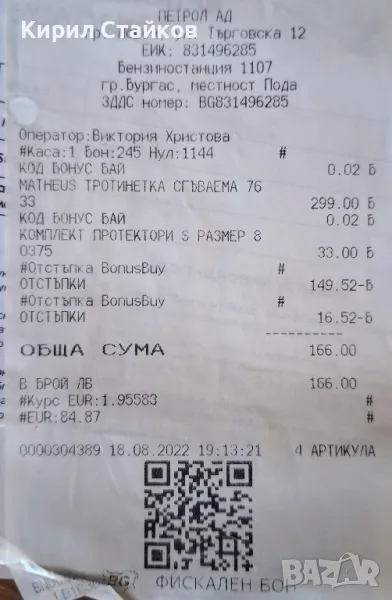 Кирил Стайков
ПЕТРОЛ АД
Търговска 12
ЕИК: 831496285
Бензиностанция 1107
гр.Бургас, местност Пода
ЗДДС номер: BG831496285
Оператор:Виктория Христова
#Каса:1 Бон:245 Нул:1144 #
КОД БОНУС БАЙ 0.02 Б
MATHEUS ТРОТИНЕТКА СГЪВАЕМА 76
33 299.00 Б
КОД БОНУС БАЙ 0.02 Б
КОМПЛЕКТ ПРОТЕКТОРИ S РАЗМЕР 8
0375 33.00 Б
#Отстъпка BonusBuy #
ОТСТЪПКИ 149.52-Б
#Отстъпка BonusBuy #
ОТСТЪПКИ 16.52-Б
ОБЩА СУМА 166.00
В БРОЙ ЛВ 166.00
#Курс EUR:1.95583 #
#EUR:84.87 #
0000304389 18.08.2022 19:13:21 4 АРТИКУЛА
BG
ФИСКАЛЕН БОН
BAZAR